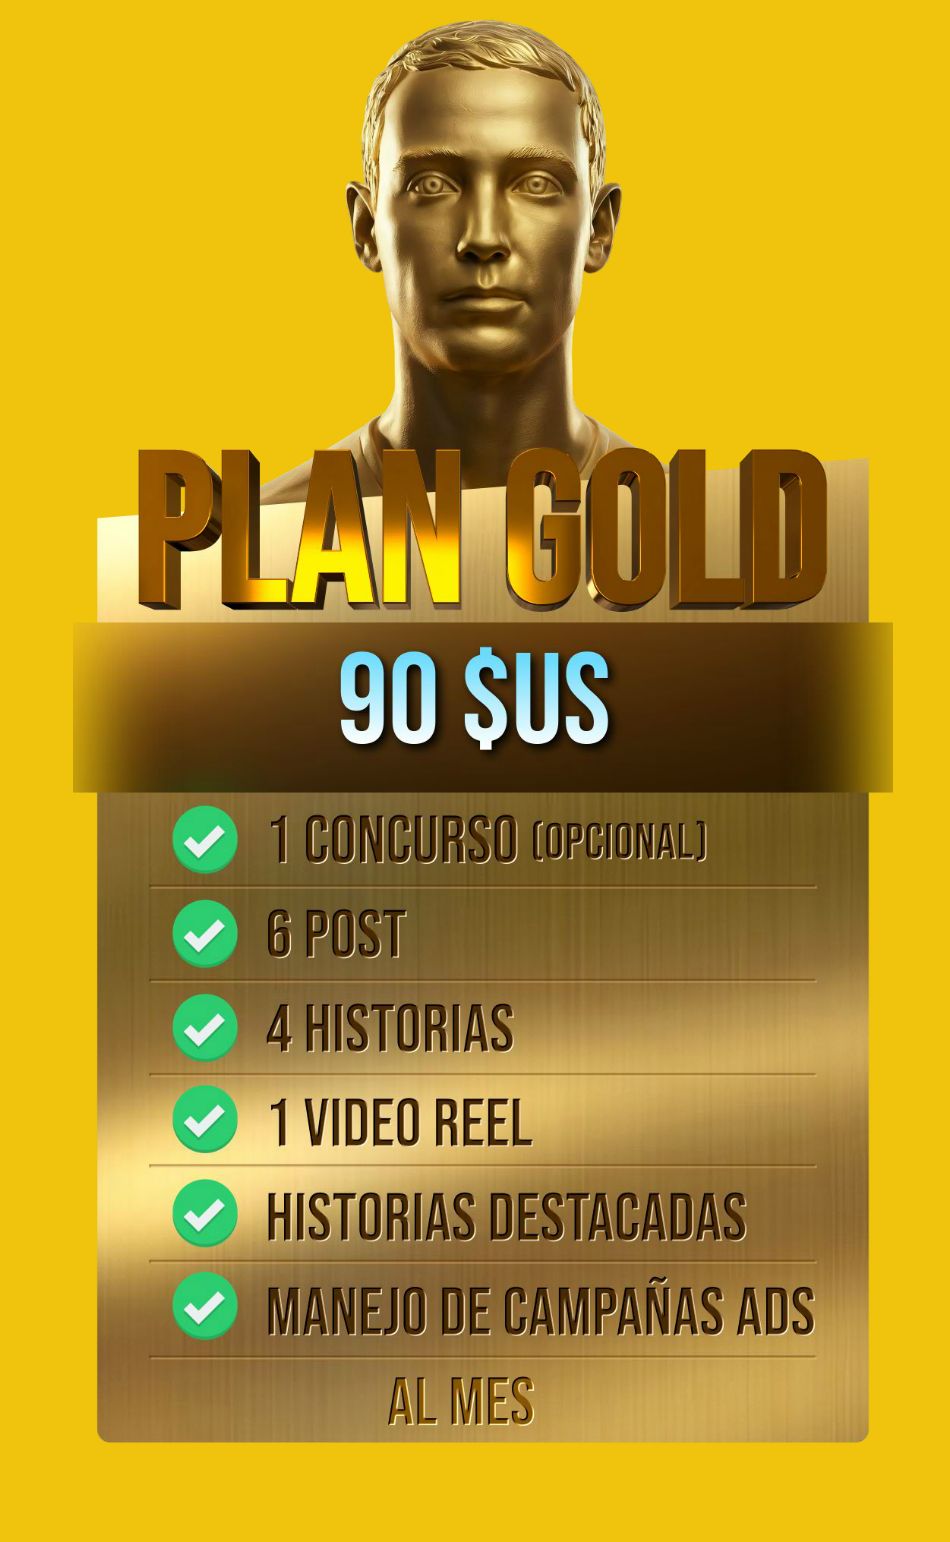 PLAN GOLD
90 $US
1 CONCURSO (OPCIONAL)
6 POST
4 HISTORIAS
1 VIDEO REEL
HISTORIAS DESTACADAS
MANEJO DE CAMPAÑAS ADS
AL MES